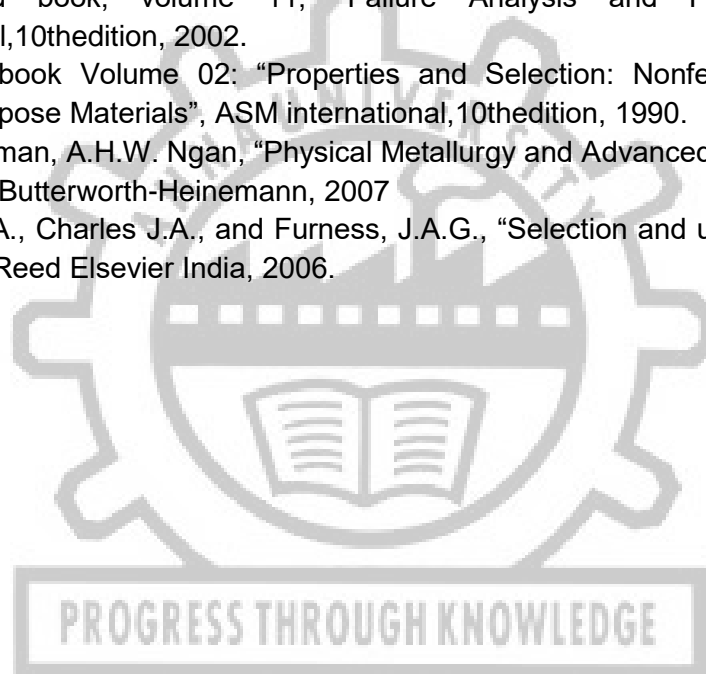 book, volume 11, Failure Analysis and
l,10thedition, 2002.
book Volume 02: “Properties and Selection: Nonfe
pose Materials”, ASM international,10thedition, 1990.
man, A.H.W. Ngan, “Physical Metallurgy and Advanced
Butterworth-Heinemann, 2007
A., Charles J.A., and Furness, J.A.G., “Selection and u
Reed Elsevier India, 2006.
ANNA UNIVERSITY
PROGRESS THROUGH KNOWLEDGE